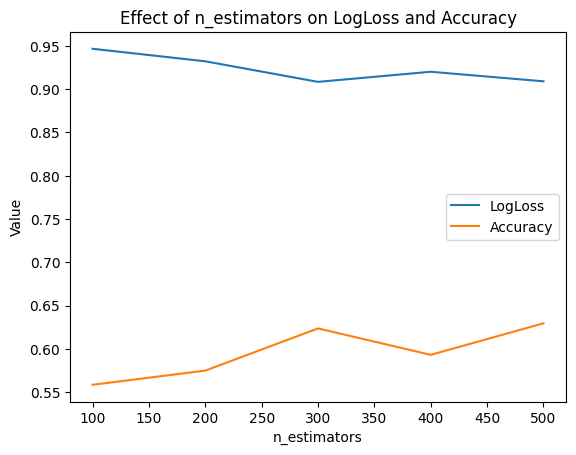 Effect of n_estimators on LogLoss and Accuracy
0.95
0.90
0.85
0.80
0.75
0.70
0.65
0.60
0.55
Value
LogLoss
Accuracy
100 150 200 250 300 350 400 450 500
n_estimators